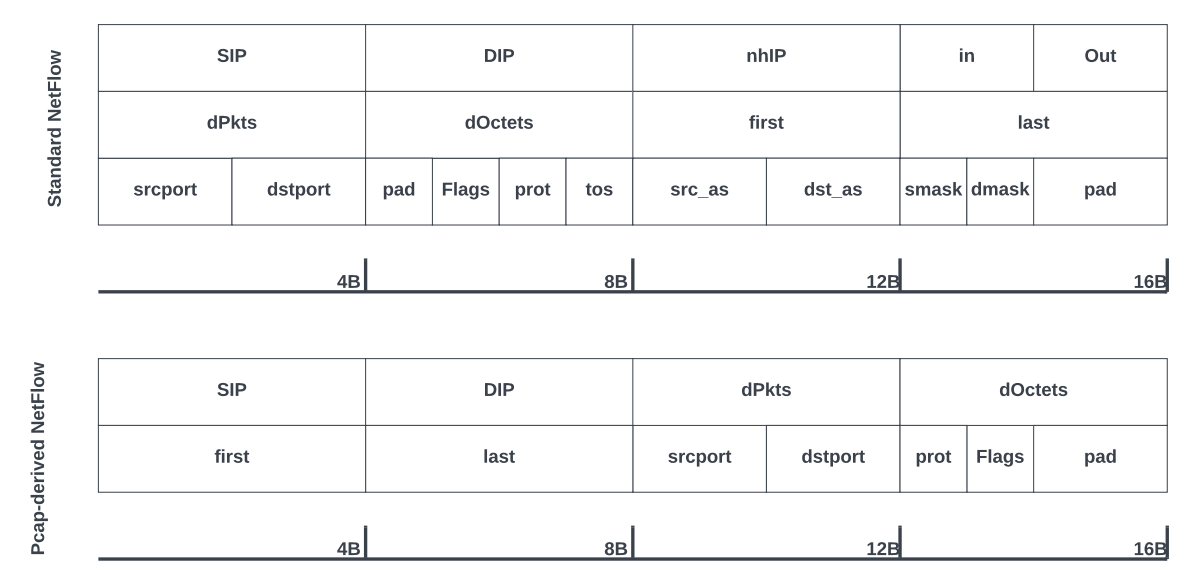 Standard NetFlow
SIP DIP nhIP in Out
dPkts dOctets first last
srcport dstport pad Flags prot tos src_as dst_as smask dmask pad
4B 8B 12B 16B
Pcap-derived NetFlow
SIP DIP dPkts dOctets
first last srcport dstport prot Flags pad
4B 8B 12B 16B